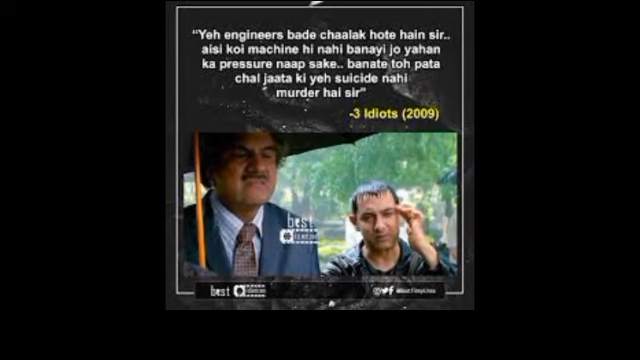 “Yeh engineers bade chaalak hote hain sir..
aisi koi machine hi nahi banayi jo yahan
ka pressure naap sake.. banate toh pata
chal jaata ki yeh suicide nahi
murder hai sir”
-3 Idiots (2009)
best
best